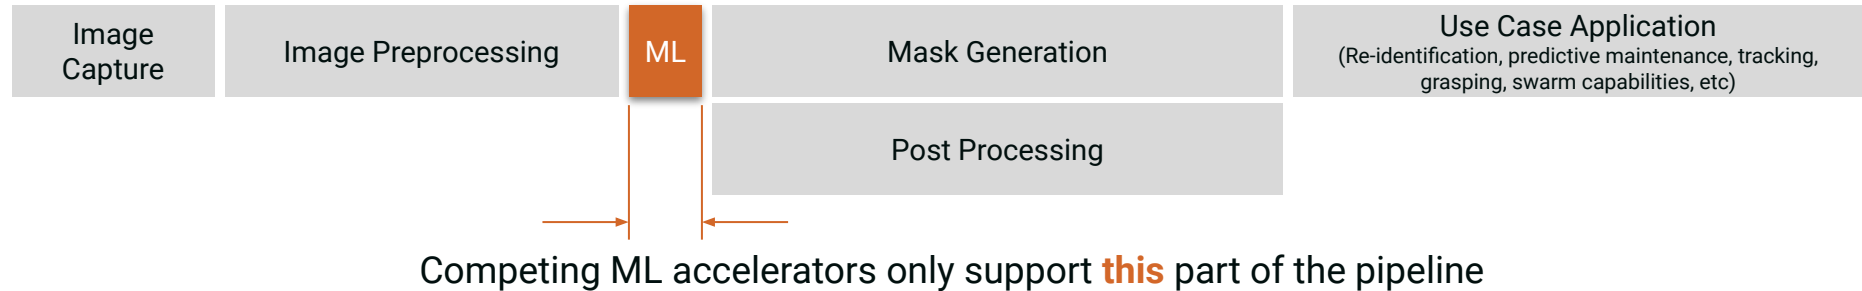 Image
Capture
Image Preprocessing
ML
Mask Generation
Use Case Application
(Re-identification, predictive maintenance, tracking,
grasping, swarm capabilities, etc)
Post Processing
Competing ML accelerators only support this part of the pipeline